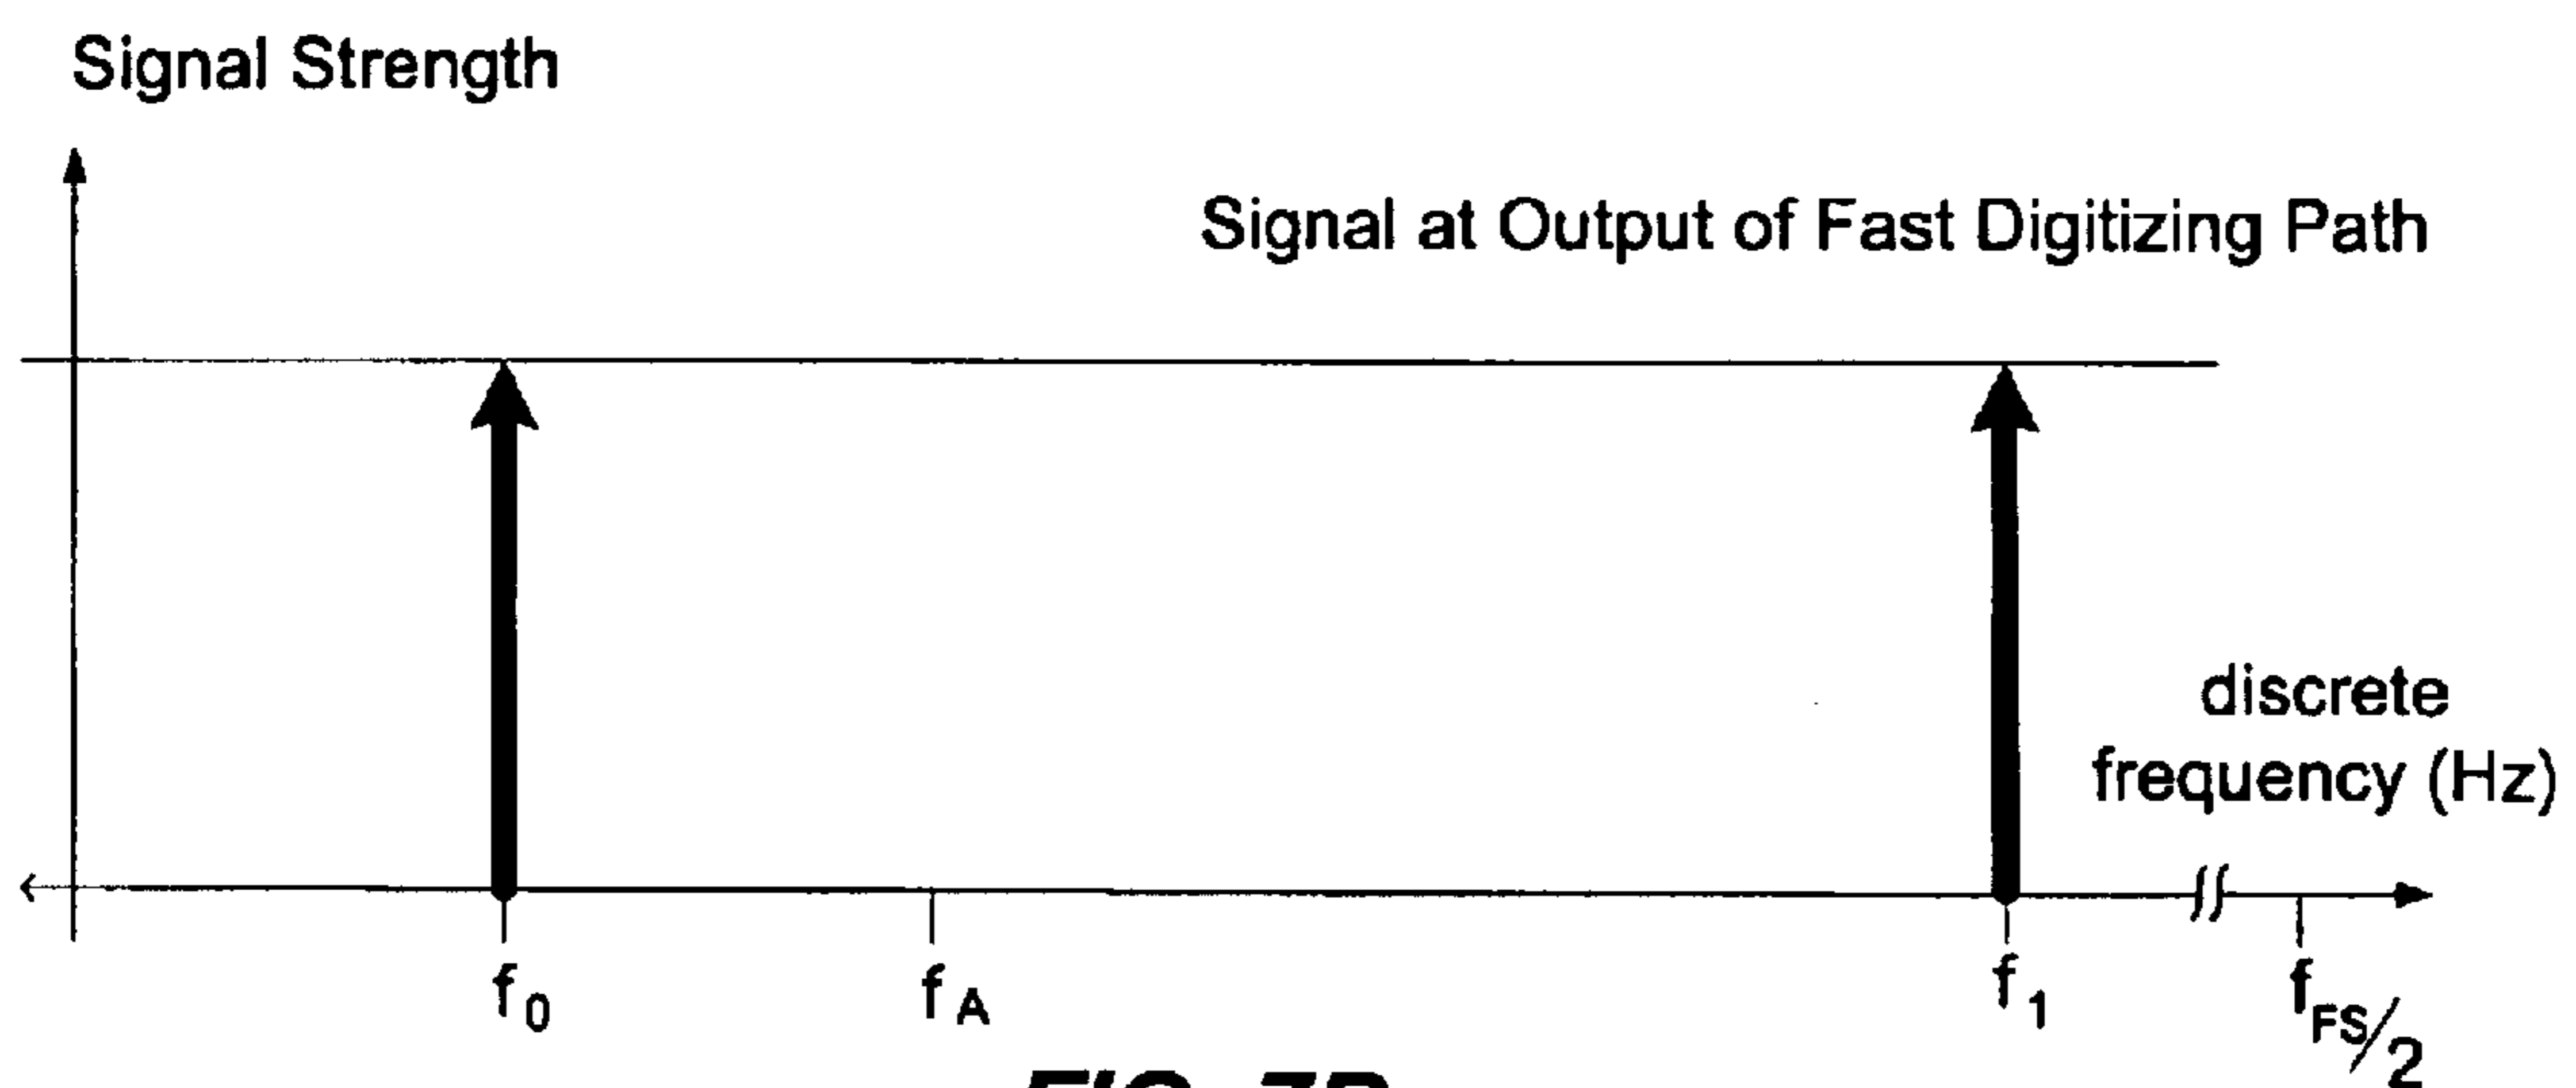 Signal Strength
Signal at Output of Fast Digitizing Path
discrete
frequency (Hz)
f0
fA
f1
fFS/2